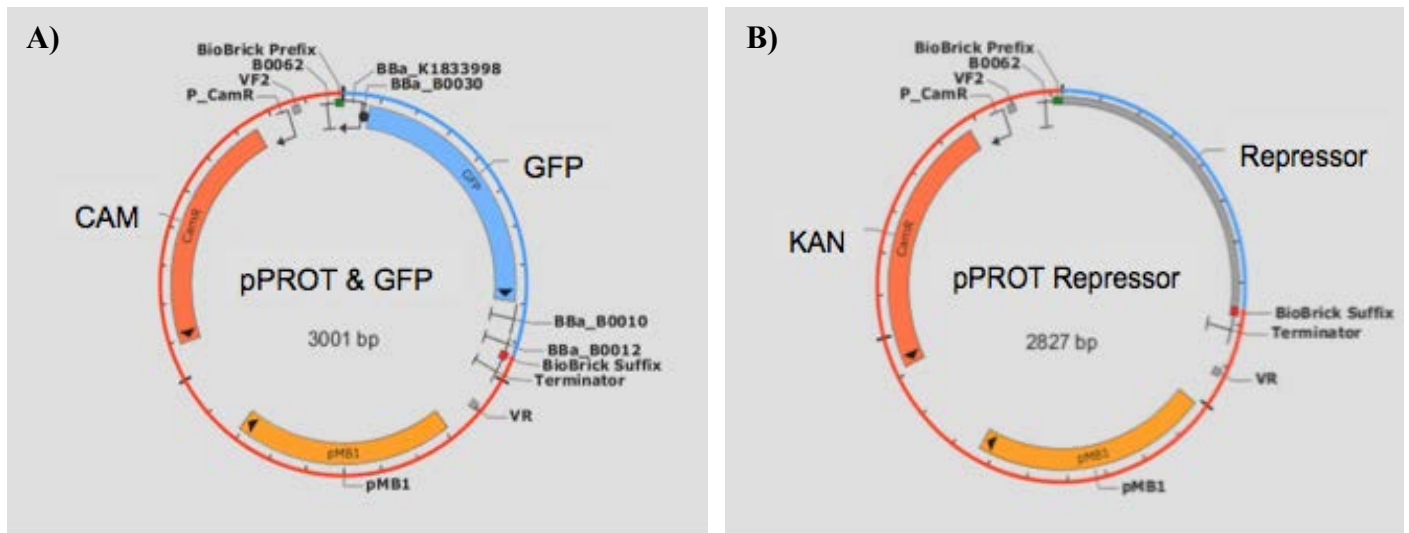 A)
BioBrick Prefix
B0062
VF2
P_CamR
BBa_K1833998
BBa_B0030
GFP
GFP
CAM
CamR
pPROT & GFP
3001 bp
BBa_B0010
BBa_B0012
BioBrick Suffix
Terminator
VR
pMB1
pMB1
B)
BioBrick Prefix
B0062
VF2
P_CamR
Repressor
KAN
CamR
pPROT Repressor
2827 bp
BioBrick Suffix
Terminator
VR
pMB1
pMB1